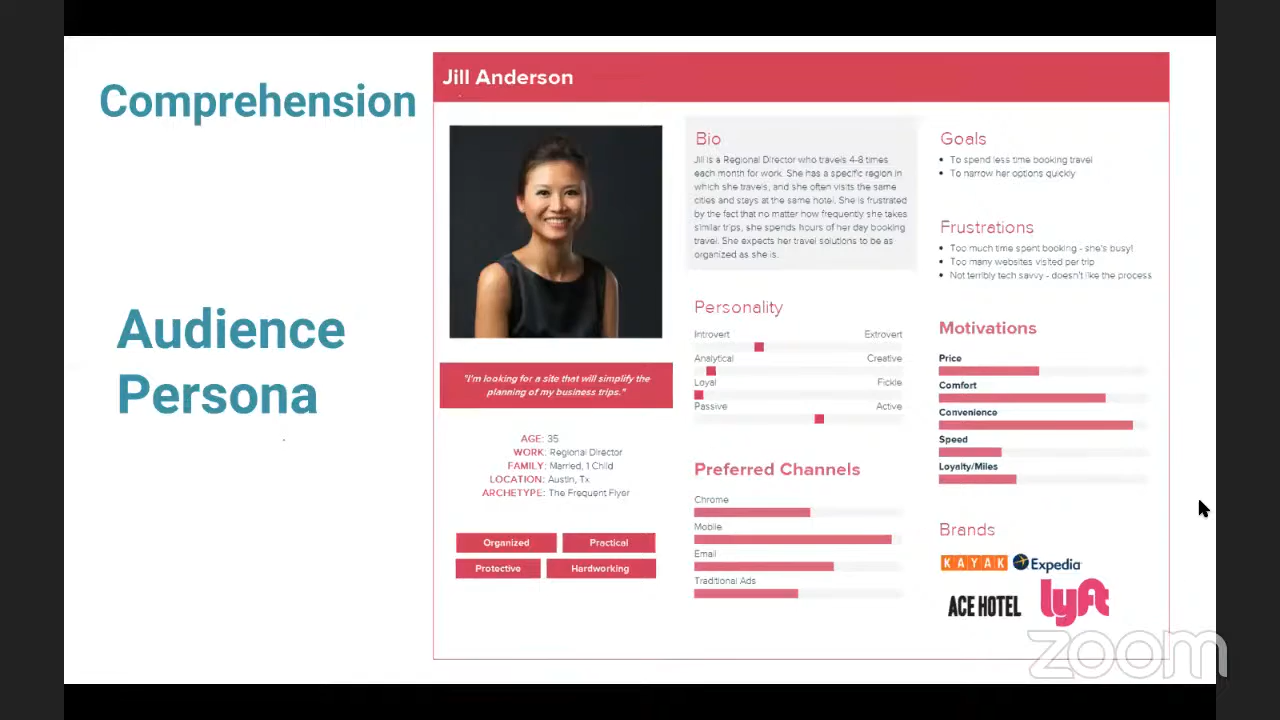 Comprehension
Audience
Persona
Jill Anderson
"I'm looking for a site that will simplify the
planning of my business trips."
AGE: 35
WORK: Regional Director
FAMILY: Married, 1 Child
LOCATION: Austin, Tx
ARCHETYPE: The Frequent Flyer
Organized Practical
Protective Hardworking
Bio
Jill is a Regional Director who travels 4-8 times
each month for work. She has a specific region in
which she travels, and she often visits the same
cities and stays at the same hotel. She is frustrated
by the fact that no matter how frequently she takes
similar trips, she spends hours of her day booking
travel. She expects her travel solutions to be as
organized as she is.
Personality
Introvert Extrovert
Analytical Creative
Loyal Fickle
Passive Active
Preferred Channels
Chrome
Mobile
Email
Traditional Ads
Goals
• To spend less time booking travel
• To narrow her options quickly
Frustrations
• Too much time spent booking - she's busy!
• Too many websites visited per trip
• Not terribly tech savvy - doesn't like the process
Motivations
Price
Comfort
Convenience
Speed
Loyalty/Miles
Brands
KAYAK Expedia
ACE HOTEL lyft
zoom